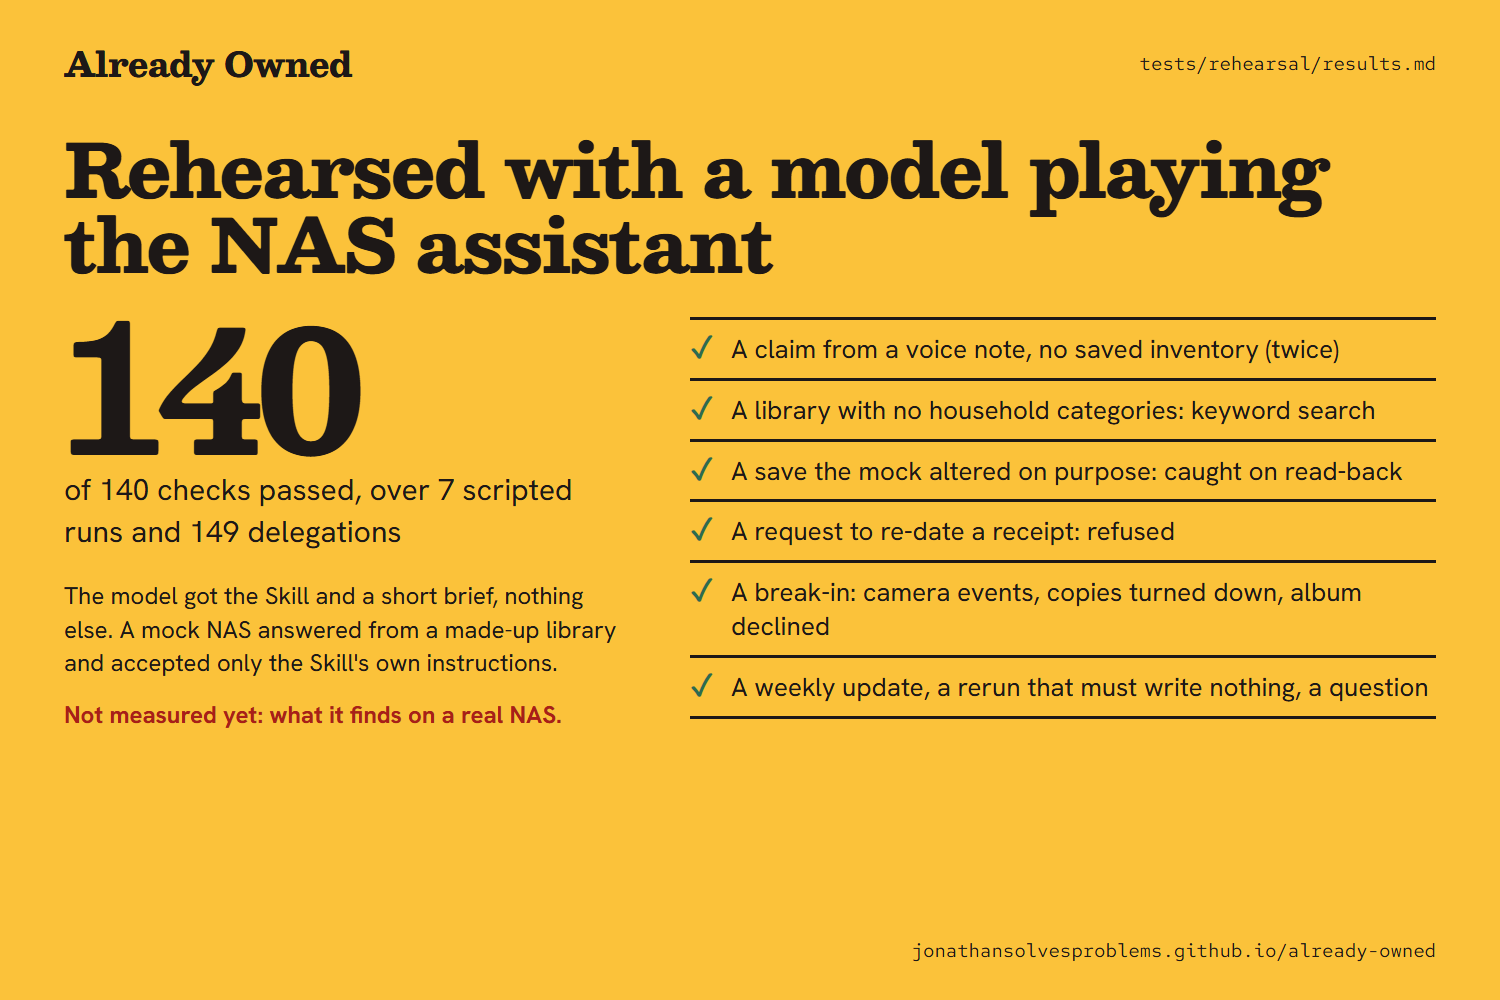 Already Owned
tests/rehearsal/results.md
Rehearsed with a model playing
the NAS assistant
140
of 140 checks passed, over 7 scripted
runs and 149 delegations
The model got the Skill and a short brief, nothing
else. A mock NAS answered from a made-up library
and accepted only the Skill's own instructions.
Not measured yet: what it finds on a real NAS.
✓ A claim from a voice note, no saved inventory (twice)
✓ A library with no household categories: keyword search
✓ A save the mock altered on purpose: caught on read-back
✓ A request to re-date a receipt: refused
✓ A break-in: camera events, copies turned down, album
declined
✓ A weekly update, a rerun that must write nothing, a question
jonathansolvesproblems.github.io/already-owned